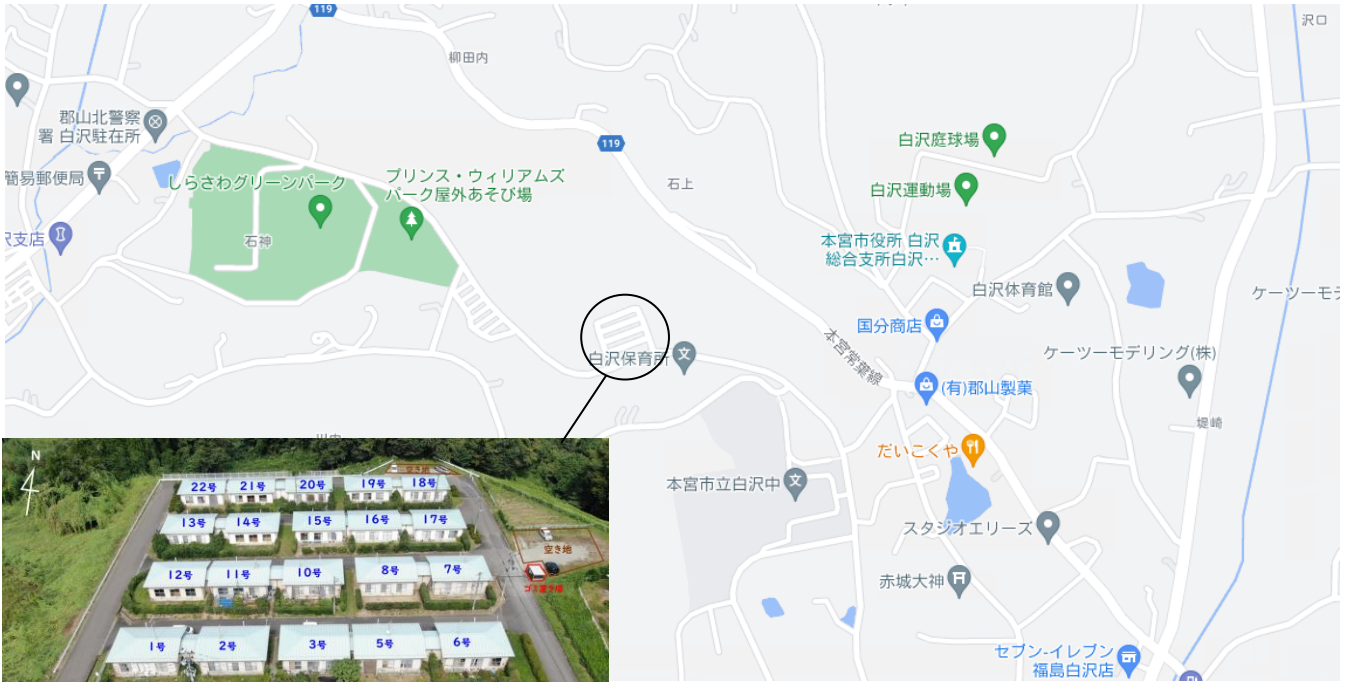 119
沢口
柳田内
郡山北警察
署 白沢駐在所
119
白沢庭球場
簡易郵便局
しらさわグリーンパーク
プリンス・ウィリアムズ
パーク屋外あそび場
石上
白沢運動場
支店
石神
本宮市役所 白沢
総合支所白沢…
白沢体育館
ケーツーモデ
国分商店
本宮常葉線
白沢保育所
ケーツーモデリング(株)
(有)郡山製菓
堤崎
だいこくや
本宮市立白沢中
スタジオエリーズ
赤城大神
セブン-イレブン
福島白沢店
N
空き地
22号 21号 20号 19号 18号
13号 14号 15号 16号 17号
空き地
12号 11号 10号 8号 7号
ゴミ置き場
1号 2号 3号 5号 6号